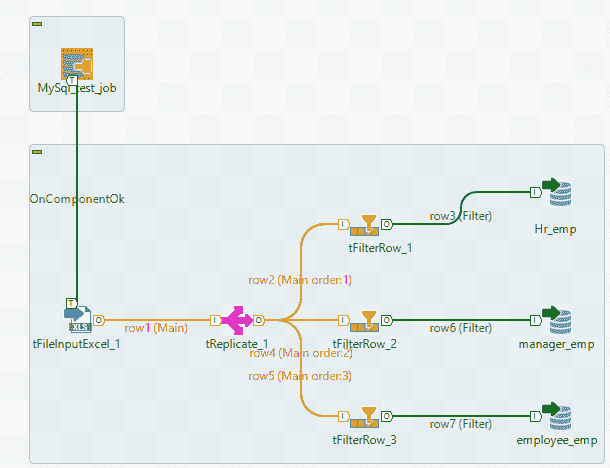 T
MySql_test_job
OnComponentOk
T
XLS
O
tFileInputExcel_1
row1 (Main)
I
O
tReplicate_1
row2 (Main order:1)
row4 (Main order:2)
row5 (Main order:3)
I
O
tFilterRow_1
row3 (Filter)
I
Hr_emp
I
O
tFilterRow_2
row6 (Filter)
I
manager_emp
I
O
tFilterRow_3
row7 (Filter)
I
employee_emp